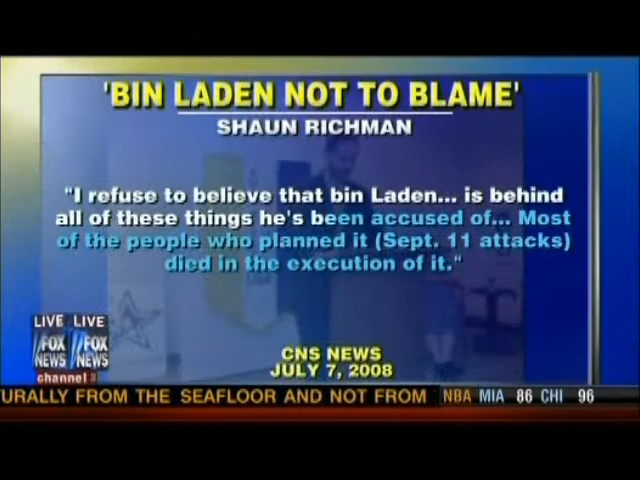 'BIN LADEN NOT TO BLAME'
SHAUN RICHMAN
"I refuse to believe that bin Laden... is behind
all of these things he's been accused of... Most
of the people who planned it (Sept. 11 attacks)
died in the execution of it."
LIVE LIVE
FOX FOX
NEWS NEWS
channel
CNS NEWS
JULY 7, 2008
URALLY FROM THE SEAFLOOR AND NOT FROM NBA MIA 86 CHI 96